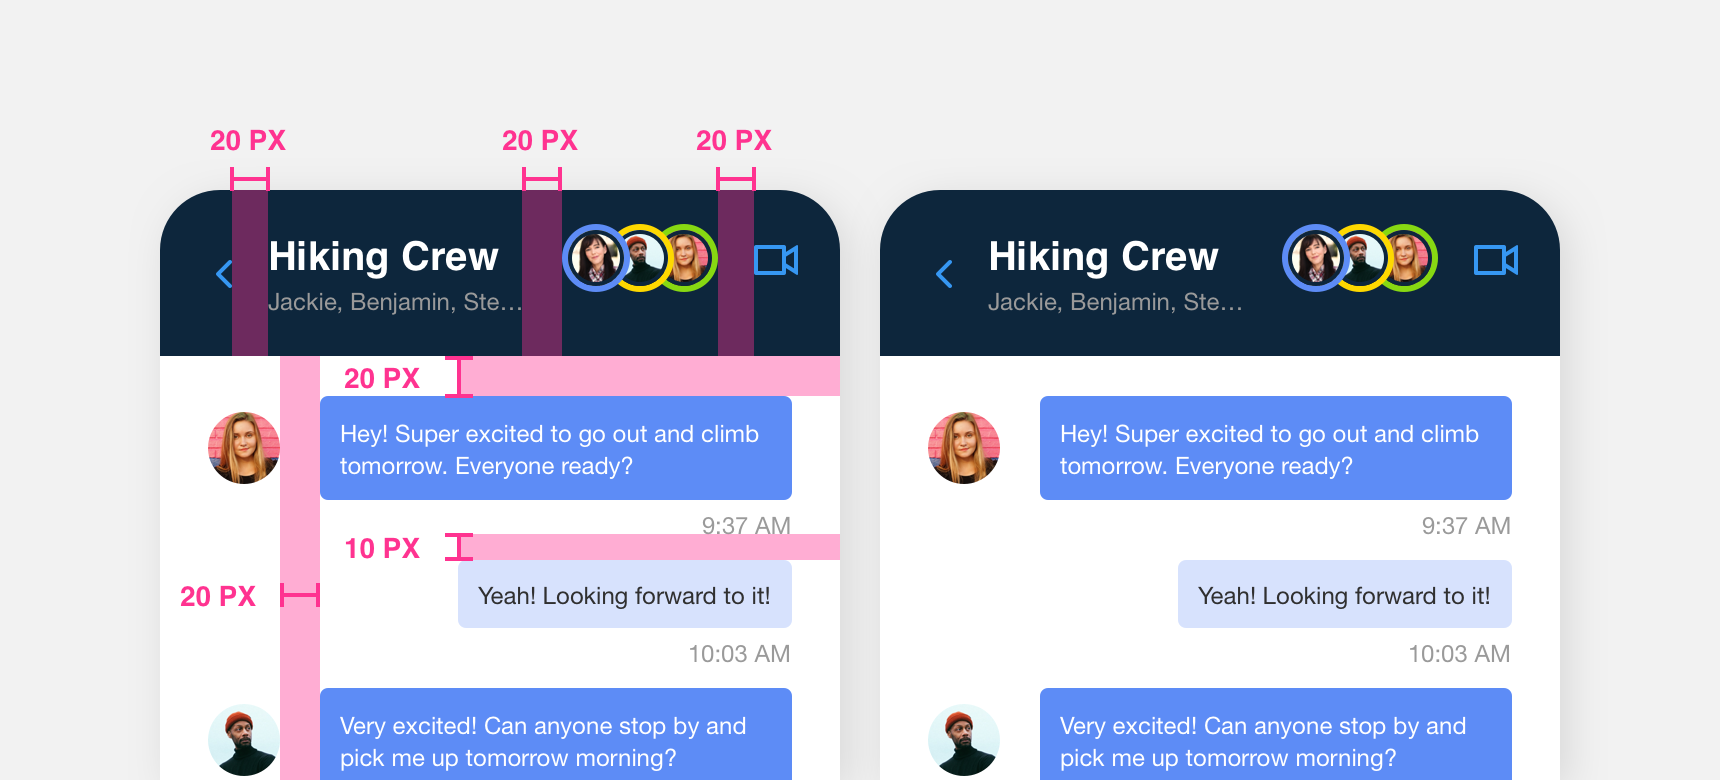 20 PX
20 PX
20 PX
Hiking Crew
Jackie, Benjamin, Ste...
20 PX
Hey! Super excited to go out and climb
tomorrow. Everyone ready?
9:37 AM
10 PX
20 PX
Yeah! Looking forward to it!
10:03 AM
Very excited! Can anyone stop by and
pick me up tomorrow morning?
Hiking Crew
Jackie, Benjamin, Ste...
Hey! Super excited to go out and climb
tomorrow. Everyone ready?
9:37 AM
Yeah! Looking forward to it!
10:03 AM
Very excited! Can anyone stop by and
pick me up tomorrow morning?